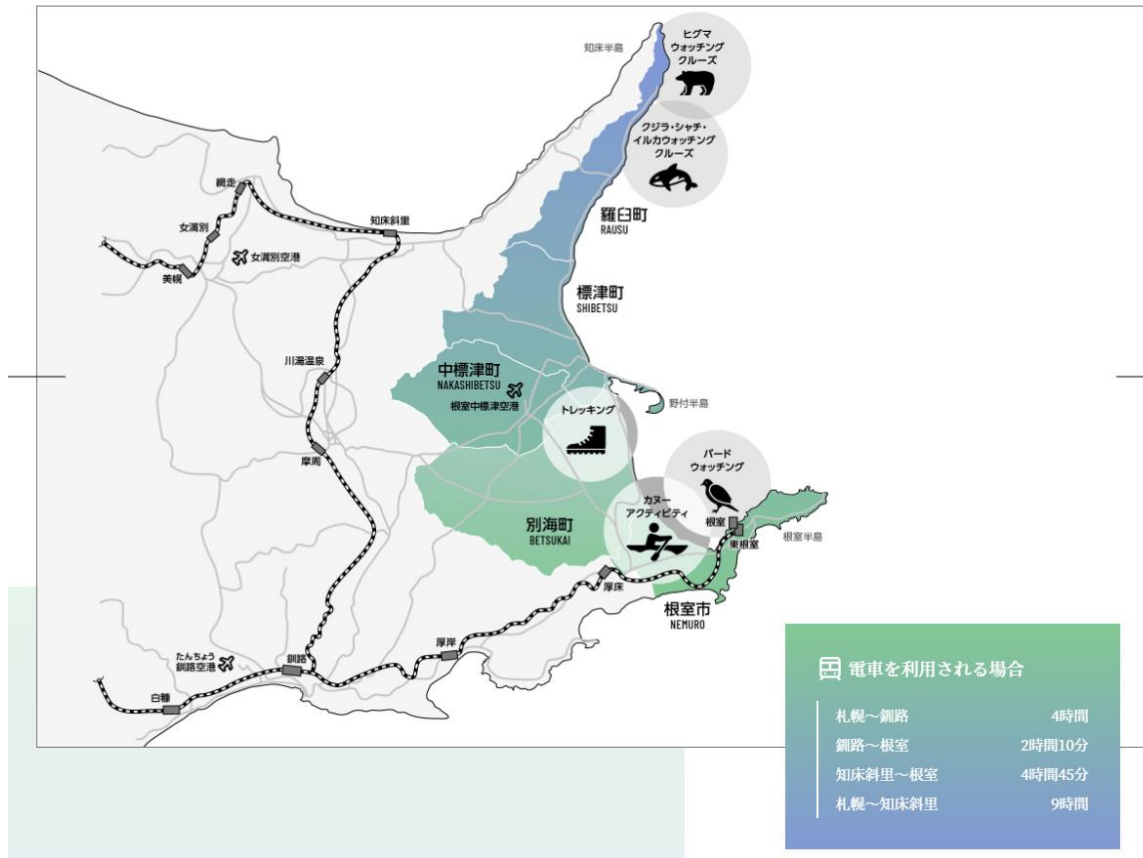 知床半島
ヒグマ
ウォッチング
クルーズ
クジラ・シャチ・
イルカウォッチング
クルーズ
網走
女満別
知床斜里
羅臼町
RAUSU
女満別空港
美幌
標津町
SHIBETSU
川湯温泉
中標津町
NAKASHIBETSU
根室中標津空港
野付半島
トレッキング
摩周
バード
ウォッチング
カヌー
アクティビティ
別海町
BETSUKAI
根室
東根室
根室半島
厚床
根室市
NEMURO
厚岸
たんちょう
釧路空港
釧路
白糠
電車を利用される場合
札幌〜釧路 4時間
釧路〜根室 2時間10分
知床斜里〜根室 4時間45分
札幌〜知床斜里 9時間